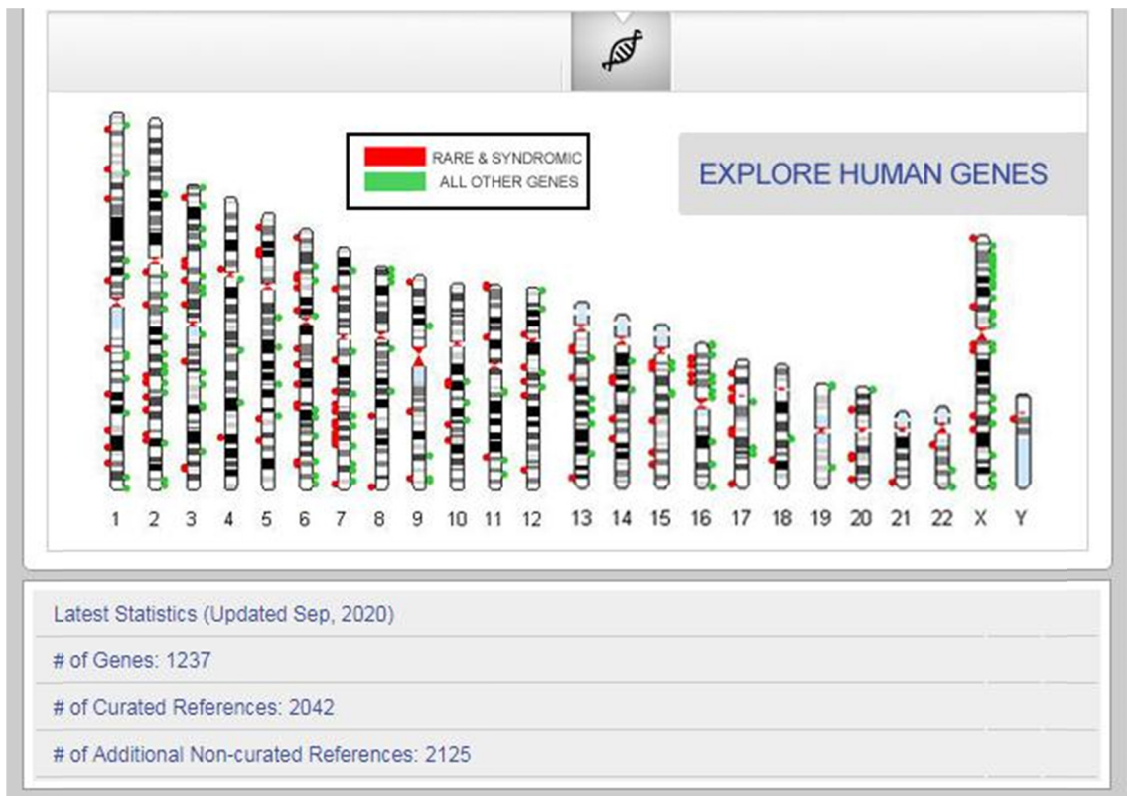 RARE & SYNDROMIC
ALL OTHER GENES
EXPLORE HUMAN GENES
1 2 3 4 5 6 7 8 9 10 11 12 13 14 15 16 17 18 19 20 21 22 X Y
Latest Statistics (Updated Sep, 2020)
# of Genes: 1237
# of Curated References: 2042
# of Additional Non-curated References: 2125